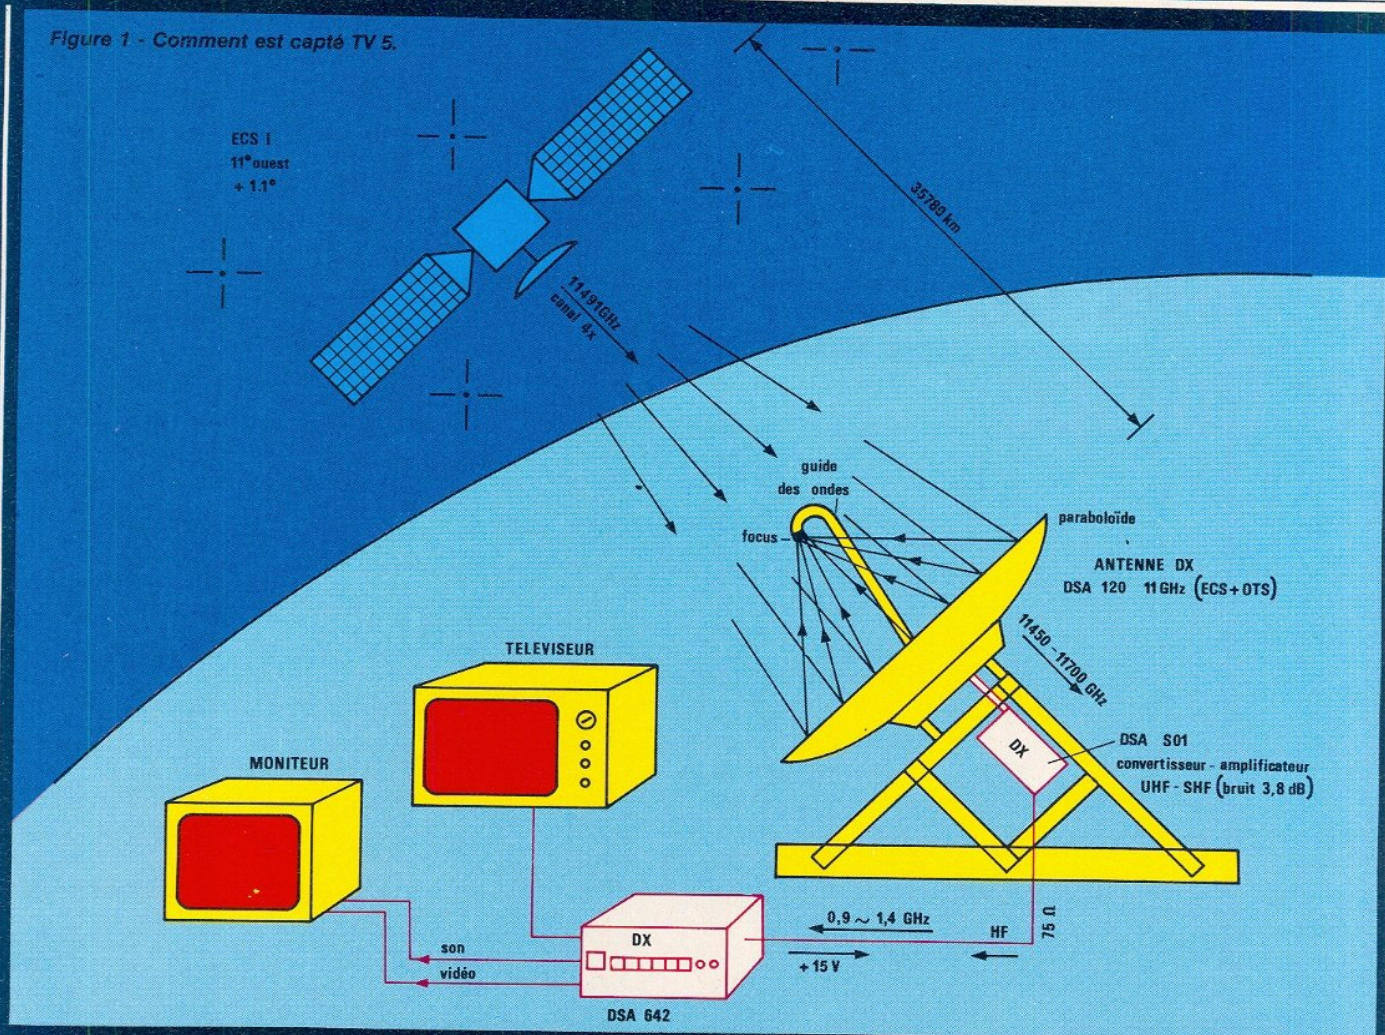 Figure 1 - Comment est capté TV 5.
ECS I
11° ouest
+ 1.1°
35780 km
11491GHz
canal 4x
guide
des ondes
focus
paraboloïde
ANTENNE DX
DSA 120 11 GHz (ECS+OTS)
11450 - 11700 GHz
TELEVISEUR
MONITEUR
DX
DSA S01
convertisseur - amplificateur
UHF - SHF (bruit 3,8 dB)
0,9 ~ 1,4 GHz
HF
75 Ω
+ 15 V
son
vidéo
DX
DSA 642